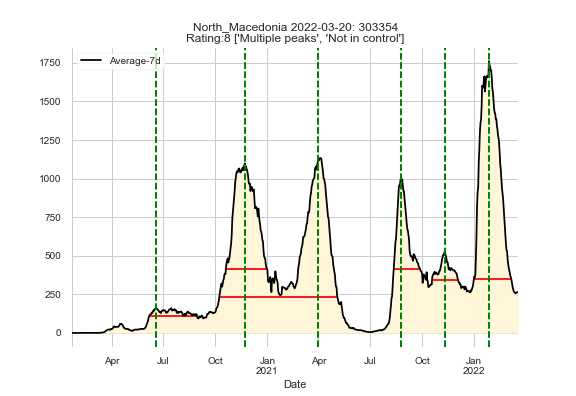 North_Macedonia 2022-03-20: 303354
Rating:8 ['Multiple peaks', 'Not in control']
Average-7d
1750
1500
1250
1000
750
500
250
0
Apr Jul Oct Jan Apr Jul Oct Jan
2021 2022
Date